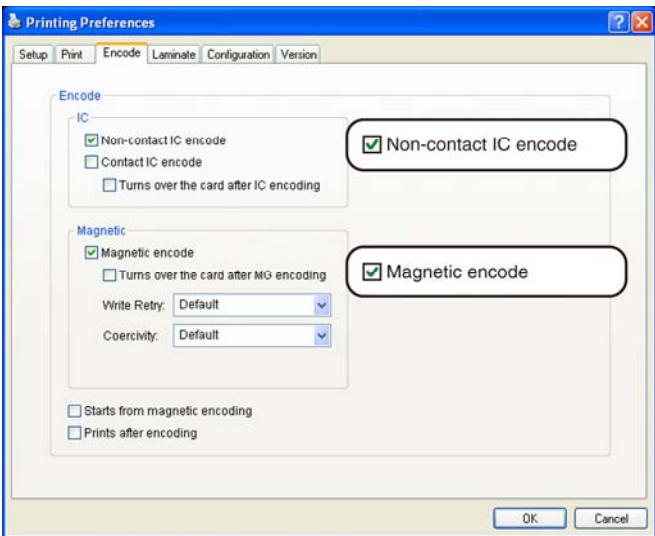 Printing Preferences
Setup Print Encode Laminate Configuration Version
Encode
IC
Non-contact IC encode
Non-contact IC encode
Contact IC encode
Turns over the card after IC encoding
Magnetic
Magnetic encode
Magnetic encode
Turns over the card after MG encoding
Write Retry: Default
Coercivity: Default
Starts from magnetic encoding
Prints after encoding
OK Cancel